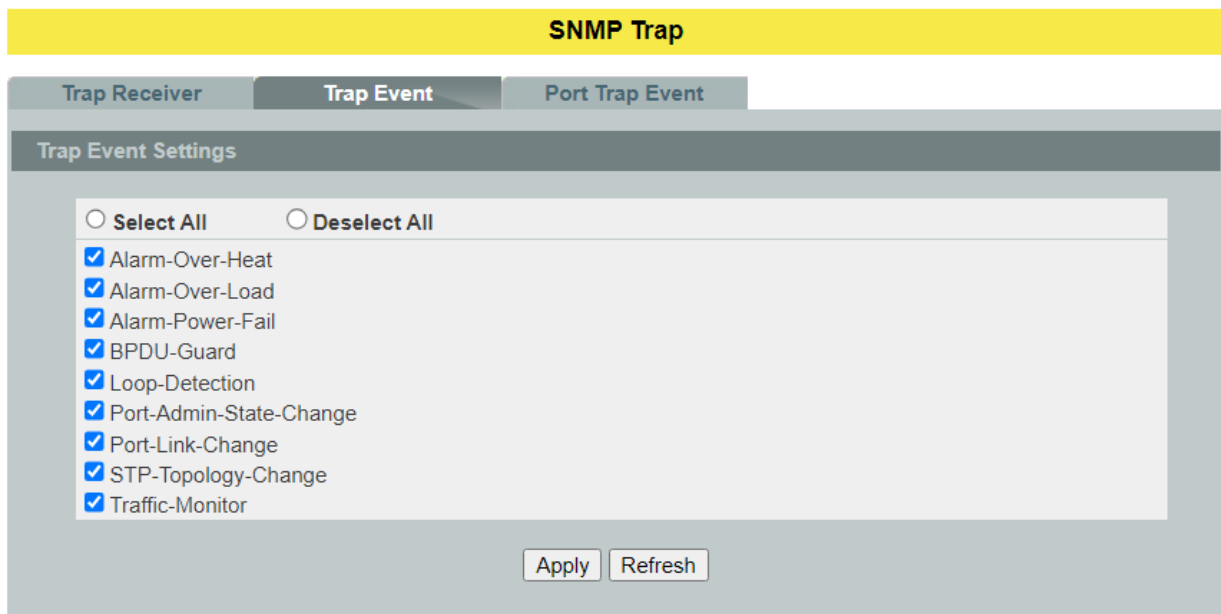 SNMP Trap
Trap Receiver Trap Event Port Trap Event
Trap Event Settings
Select All Deselect All
Alarm-Over-Heat
Alarm-Over-Load
Alarm-Power-Fail
BPDU-Guard
Loop-Detection
Port-Admin-State-Change
Port-Link-Change
STP-Topology-Change
Traffic-Monitor
Apply Refresh